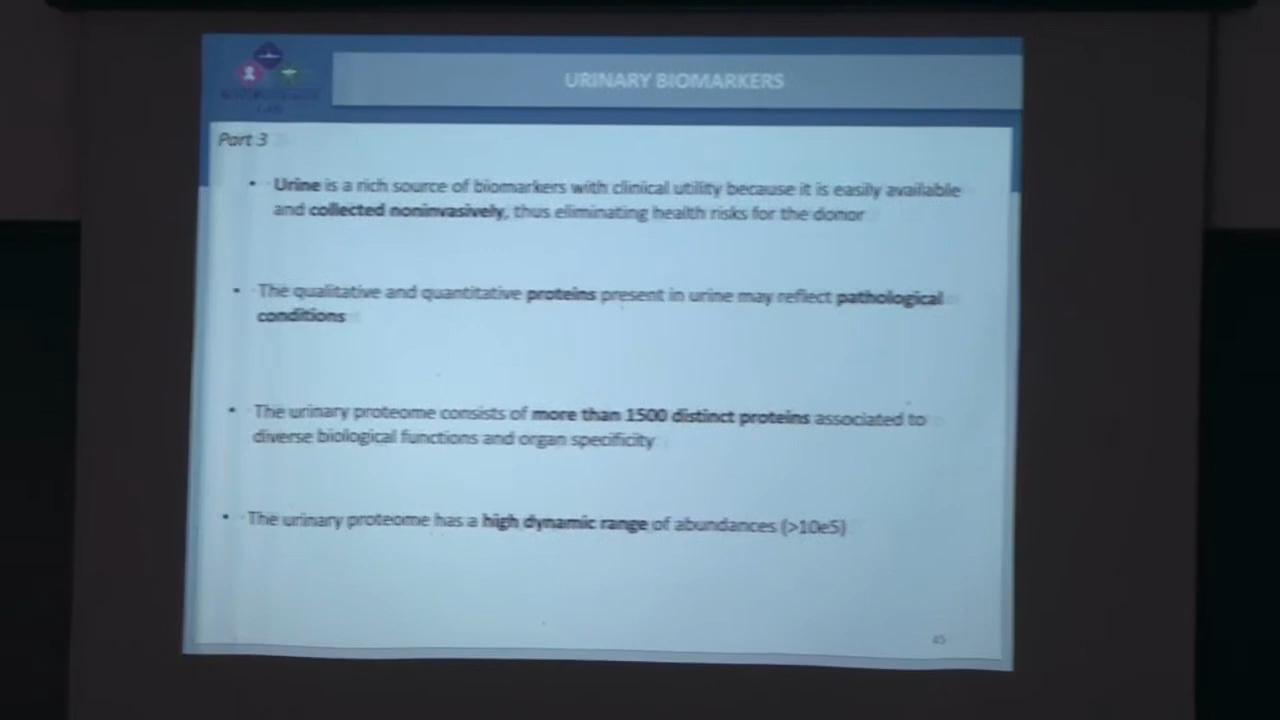 URINARY BIOMARKERS
Part 3
• Urine is a rich source of biomarkers with clinical utility because it is easily available
and collected noninvasively, thus eliminating health risks for the donor
• The qualitative and quantitative proteins present in urine may reflect pathological
conditions
• The urinary proteome consists of more than 1500 distinct proteins associated to
diverse biological functions and organ specificity
• The urinary proteome has a high dynamic range of abundances (>10e5)
45